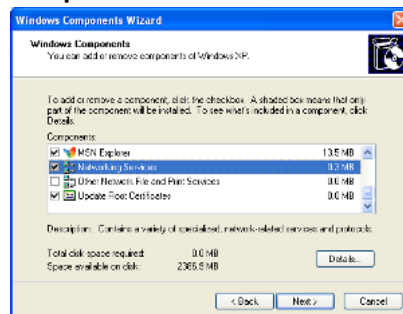 Windows Components Wizard
Windows Components
You can add or remove components of Windows XP.
To add or remove a component, click the checkbox. A shaded box means that only
part of the component will be installed. To see what's included in a component, click
Details.
Components:
MSN Explorer 13.5 MB
Networking Services 0.3 MB
Other Network File and Print Services 0.0 MB
Update Root Certificates 0.0 MB
Description: Contains a variety of specialized, network-related services and protocols.
Total disk space required: 0.0 MB
Space available on disk: 2386.9 MB
Details...
< Back Next > Cancel